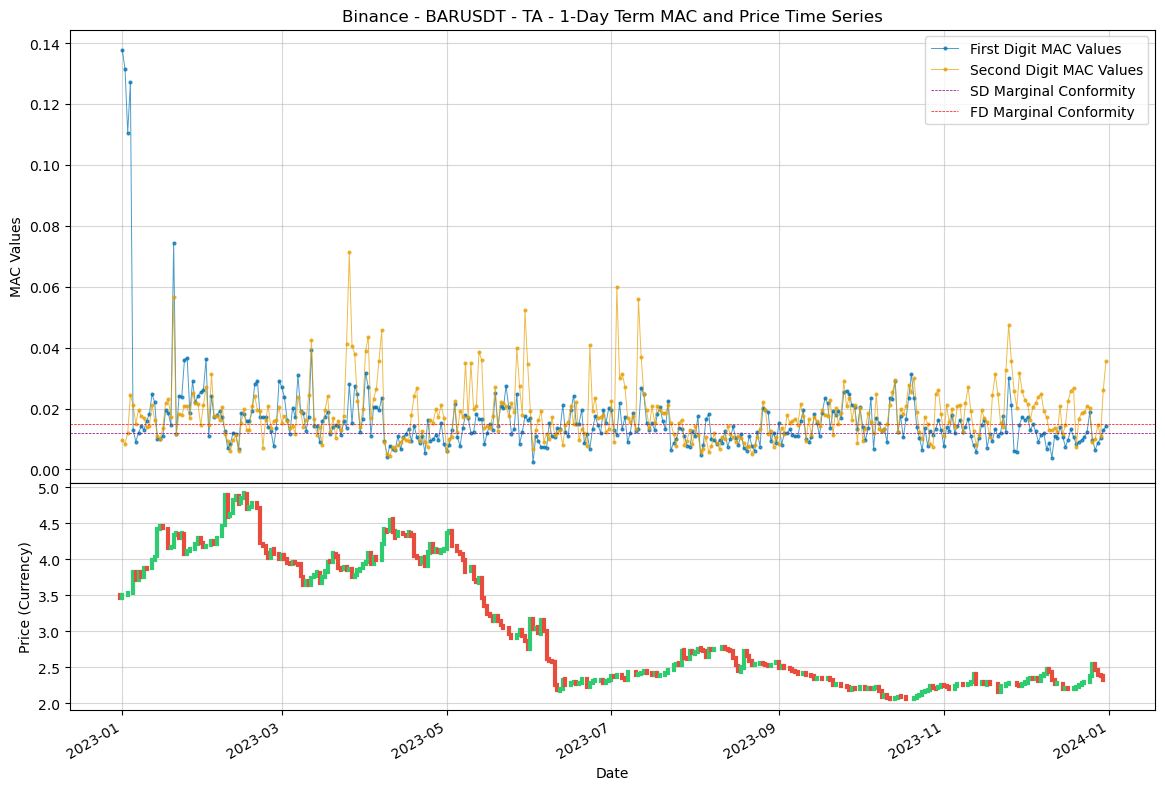 Binance - BARUSDT - TA - 1-Day Term MAC and Price Time Series
First Digit MAC Values
Second Digit MAC Values
SD Marginal Conformity
FD Marginal Conformity
MAC Values
0.14
0.12
0.10
0.08
0.06
0.04
0.02
0.00
Price (Currency)
5.0
4.5
4.0
3.5
3.0
2.5
2.0
2023-01
2023-03
2023-05
2023-07
2023-09
2023-11
2024-01
Date